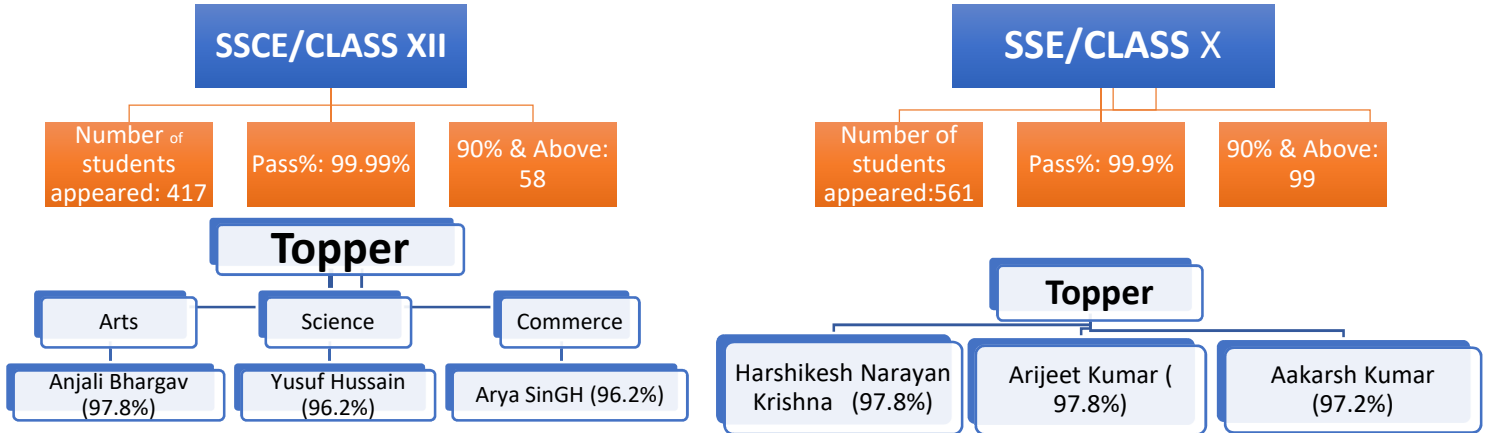 SSCE/CLASS XII
Number of
students
appeared: 417
Pass%: 99.99%
90% & Above:
58
Topper
Arts
Science
Commerce
Anjali Bhargav
(97.8%)
Yusuf Hussain
(96.2%)
Arya SinGH (96.2%)
SSE/CLASS X
Number of
students
appeared:561
Pass%: 99.9%
90% & Above:
99
Topper
Harshikesh Narayan
Krishna (97.8%)
Arijeet Kumar (
97.8%)
Aakarsh Kumar
(97.2%)